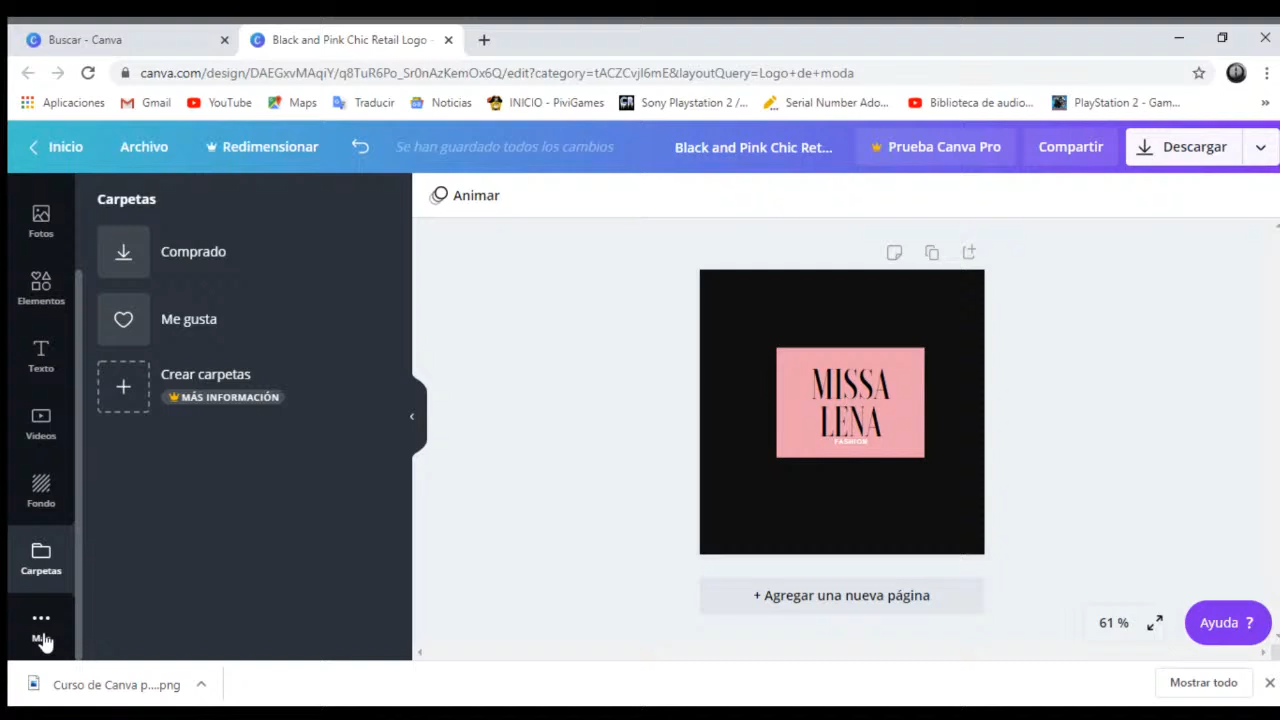 Buscar - Canva
Black and Pink Chic Retail Logo -
canva.com/design/DAEGxvMAqiY/q8TuR6Po_Sr0nAzKemOx6Q/edit?category=tACZCvjI6mE&layoutQuery=Logo+de+moda
Aplicaciones
Gmail
YouTube
Maps
Traducir
Noticias
INICIO - PiviGames
Sony Playstation 2 /...
Serial Number Ado...
Biblioteca de audio...
PlayStation 2 - Gam...
Inicio
Archivo
Redimensionar
Se han guardado todos los cambios
Black and Pink Chic Ret...
Prueba Canva Pro
Compartir
Descargar
Fotos
Elementos
Texto
Videos
Fondo
Carpetas
Carpetas
Comprado
Me gusta
Crear carpetas
MÁS INFORMACIÓN
Animar
MISSA
LENA
FASHION
+ Agregar una nueva página
61 %
Ayuda ?
Curso de Canva p....png
Mostrar todo